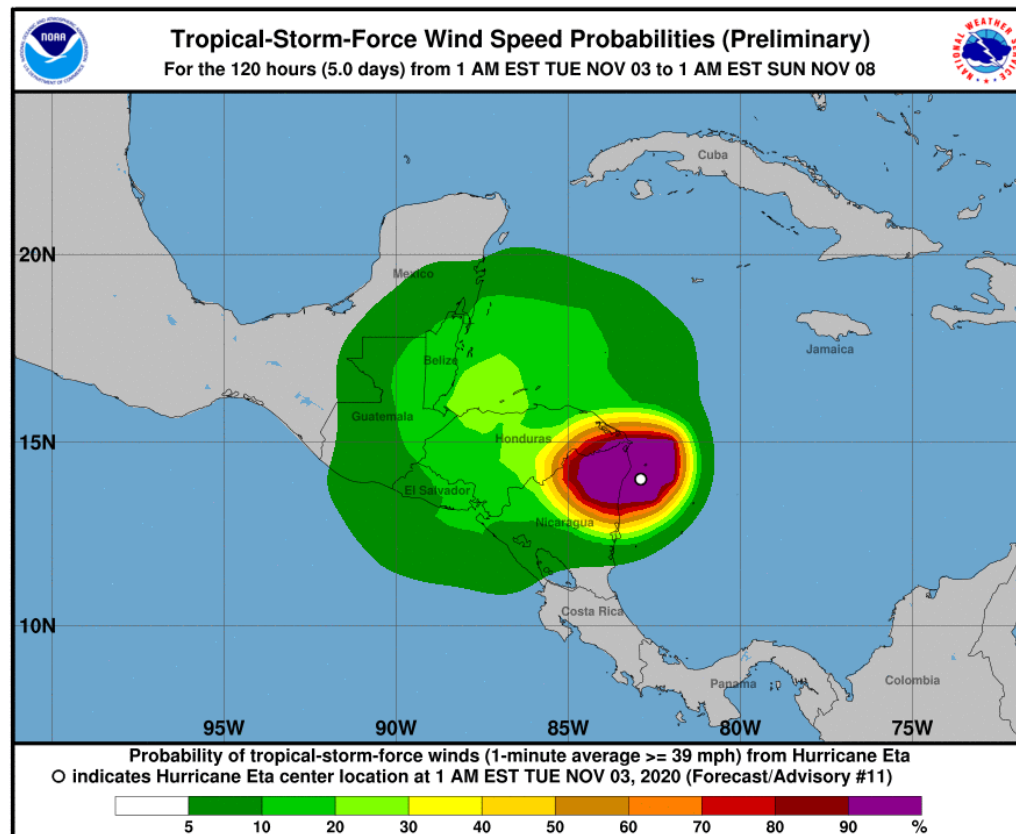 NOAA
NATIONAL WEATHER SERVICE
Tropical-Storm-Force Wind Speed Probabilities (Preliminary)
For the 120 hours (5.0 days) from 1 AM EST TUE NOV 03 to 1 AM EST SUN NOV 08
Cuba
20N
Mexico
Jamaica
Belize
Guatemala
15N
Honduras
El Salvador
Nicaragua
Costa Rica
10N
Panama
Colombia
95W 90W 85W 80W 75W
Probability of tropical-storm-force winds (1-minute average >= 39 mph) from Hurricane Eta
O indicates Hurricane Eta center location at 1 AM EST TUE NOV 03, 2020 (Forecast/Advisory #11)
5 10 20 30 40 50 60 70 80 90 %